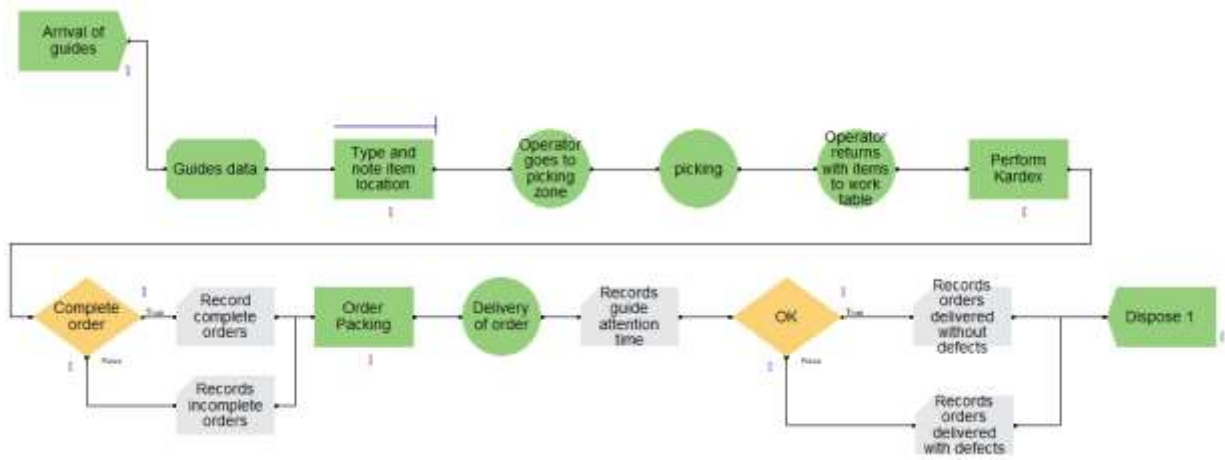 Arrival of
guides
Guides data
Type and
note item
location
Operator
goes to
picking
zone
picking
Operator
returns
with items
to work
table
Perform
Kardex
Complete
order
True
False
Record
complete
orders
Records
incomplete
orders
Order
Packing
Delivery
of order
Records
guide
attention
time
OK
True
False
Records
orders
delivered
without
defects
Records
orders
delivered
with defects
Dispose 1